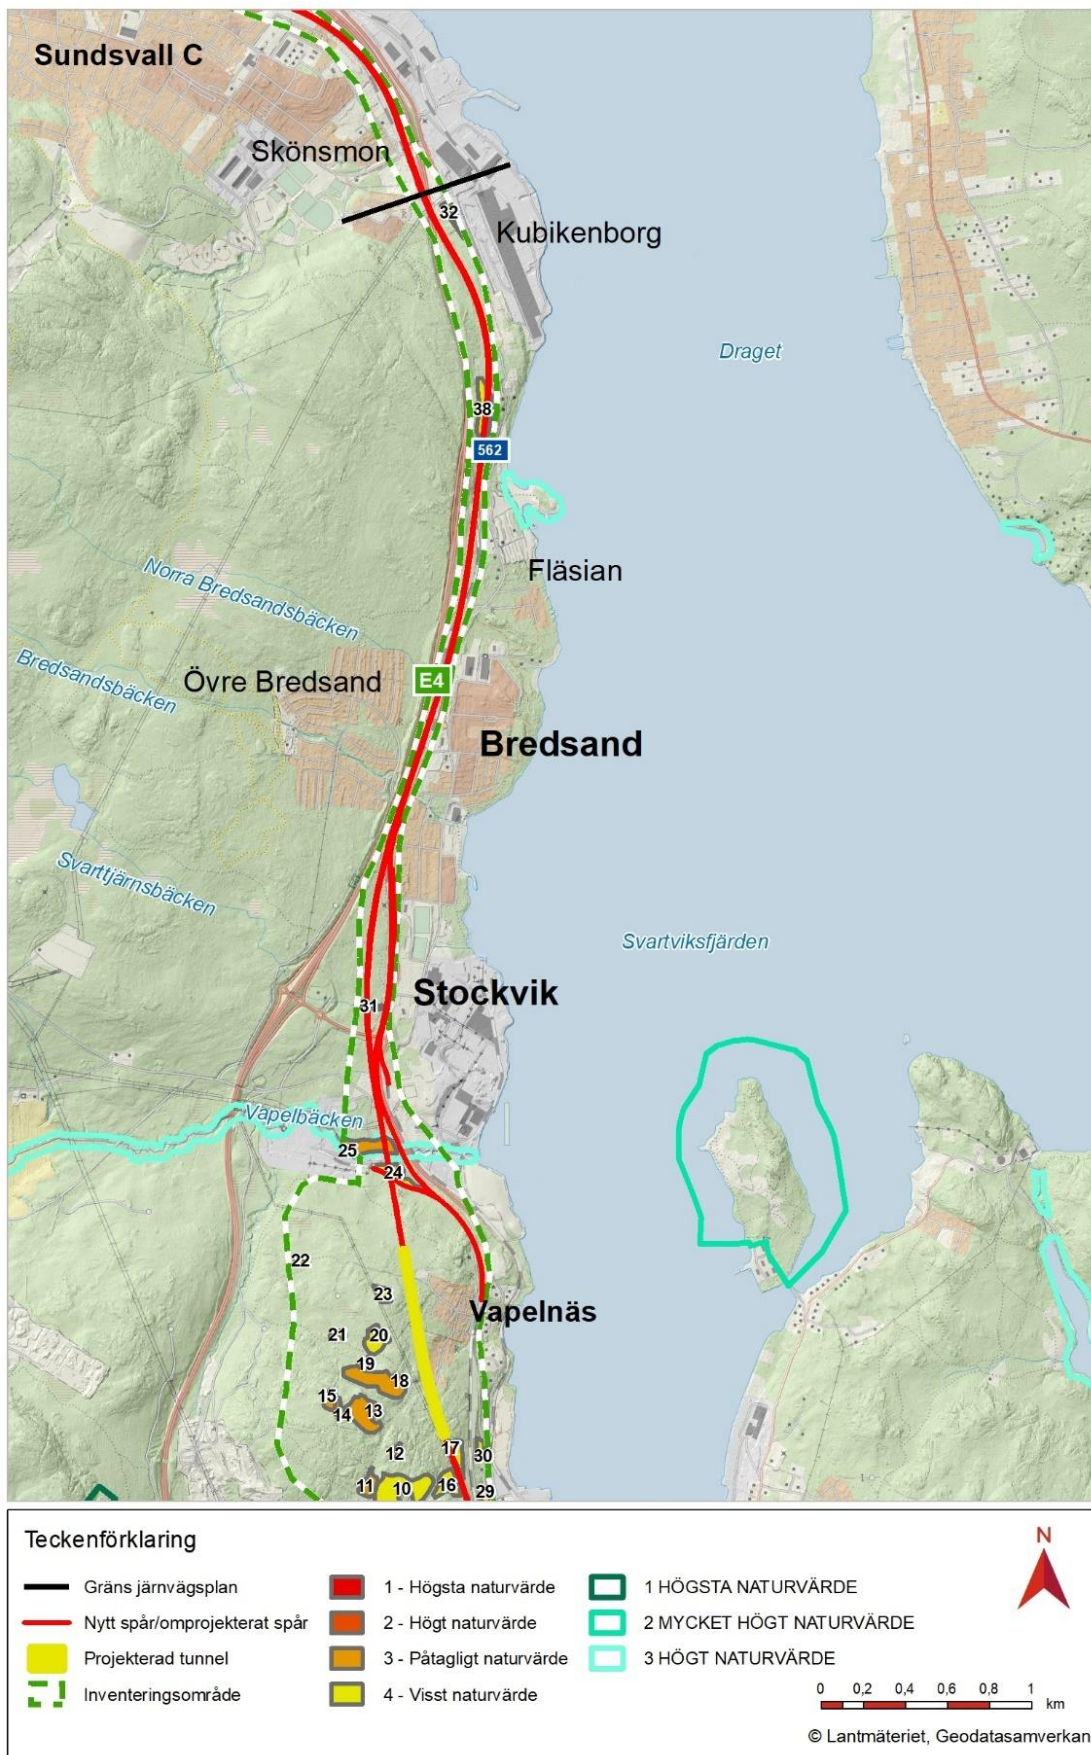 Sundsvall C
Skönsmon
32
Kubikenborg
Draget
38
562
Fläsian
Norra Bredsandsbäcken
Bredsandsbäcken
Övre Bredsand
E4
Bredsand
Svarttjärnsbäcken
Svartviksfjärden
Stockvik
31
Vapelbäcken
25
24
22
23
Vapelnäs
21
20
19
18
15
14
13
12
17
30
11
10
16
29
Teckenförklaring
Gräns järnvägsplan
Nytt spår/omprojekterat spår
Projekterad tunnel
Inventeringsområde
1 - Högsta naturvärde
2 - Högt naturvärde
3 - Påtagligt naturvärde
4 - Visst naturvärde
1 HÖGSTA NATURVÄRDE
2 MYCKET HÖGT NATURVÄRDE
3 HÖGT NATURVÄRDE
N
0 0,2 0,4 0,6 0,8 1
km
© Lantmäteriet, Geodatasamverkan